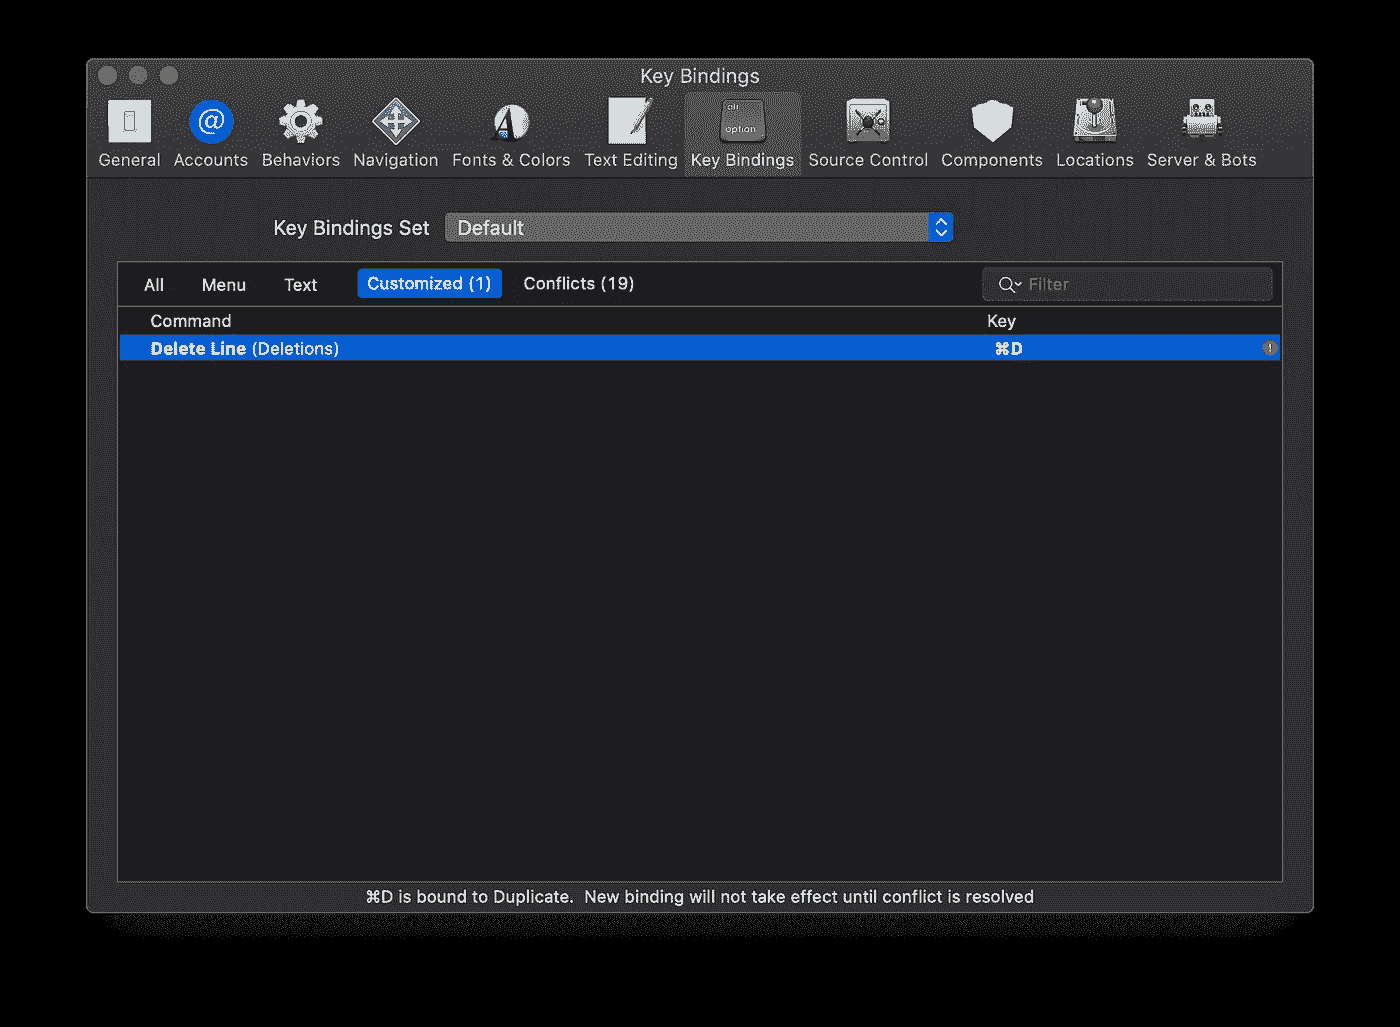 Key Bindings
alt
option
General Accounts Behaviors Navigation Fonts & Colors Text Editing Key Bindings Source Control Components Locations Server & Bots
Key Bindings Set Default
All Menu Text Customized (1) Conflicts (19) Filter
Command Key
Delete Line (Deletions) ⌘D
⌘D is bound to Duplicate. New binding will not take effect until conflict is resolved